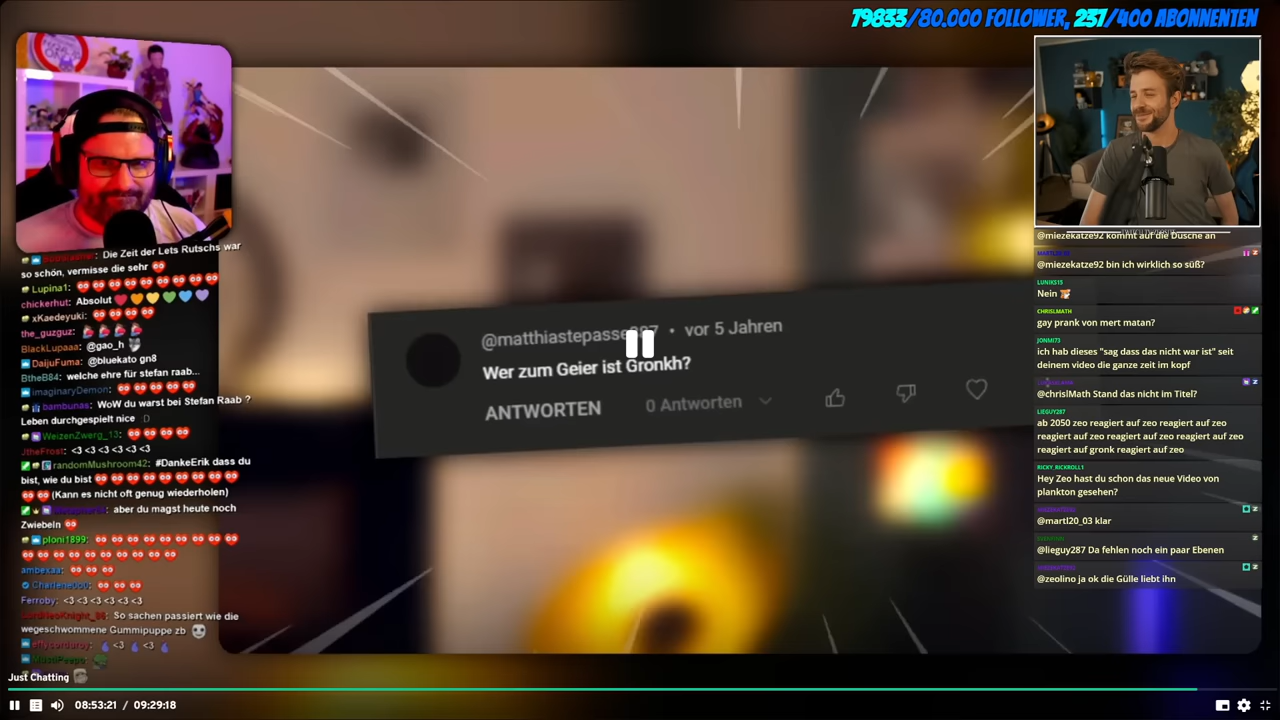 79833/80.000 FOLLOWER, 237/400 ABONNENTEN
Die Zeit der Lets Rutschs war
so schön, vermisse die sehr
Lupina1:
chickerhut: Absolut
xKaedeyuki:
the_guzguz:
BlackLupaaa: @gao_h
DaijuFuma: @bluekato gn8
BtheB84: welche ehre für stefan raab...
imaginaryDemon:
bambunas: WoW du warst bei Stefan Raab ?
Leben durchgespielt nice :D
WeizenZwerg_13:
JtheFrost: <3 <3 <3 <3 <3 <3
randomMushroom42: #DankeErik dass du
bist, wie du bist
(Kann es nicht oft genug wiederholen)
aber du magst heute noch
Zwiebeln
ploni1899:
ambexaa:
Charlene0o0:
Ferroby: <3 <3 <3 <3 <3 <3
So sachen passiert wie die
wegeschwommene Gummipuppe zb
<3 <3
Just Chatting
08:53:21 / 09:29:18
• vor 5 Jahren
Wer zum Geier ist Gronkh?
ANTWORTEN 0 Antworten
@miezekatze92 kommt auf die Dusche an
@miezekatze92 bin ich wirklich so süß?
LUNIKS15
Nein
CHRISLMATH
gay prank von mert matan?
JONMI73
ich hab dieses "sag dass das nicht war ist" seit
deinem video die ganze zeit im kopf
@chrislMath Stand das nicht im Titel?
LIEGUY287
ab 2050 zeo reagiert auf zeo reagiert auf zeo
reagiert auf zeo reagiert auf zeo reagiert auf zeo
reagiert auf gronk reagiert auf zeo
RICKY_RICKROLL1
Hey Zeo hast du schon das neue Video von
plankton gesehen?
@martl20_03 klar
@lieguy287 Da fehlen noch ein paar Ebenen
@zeolino ja ok die Gülle liebt ihn